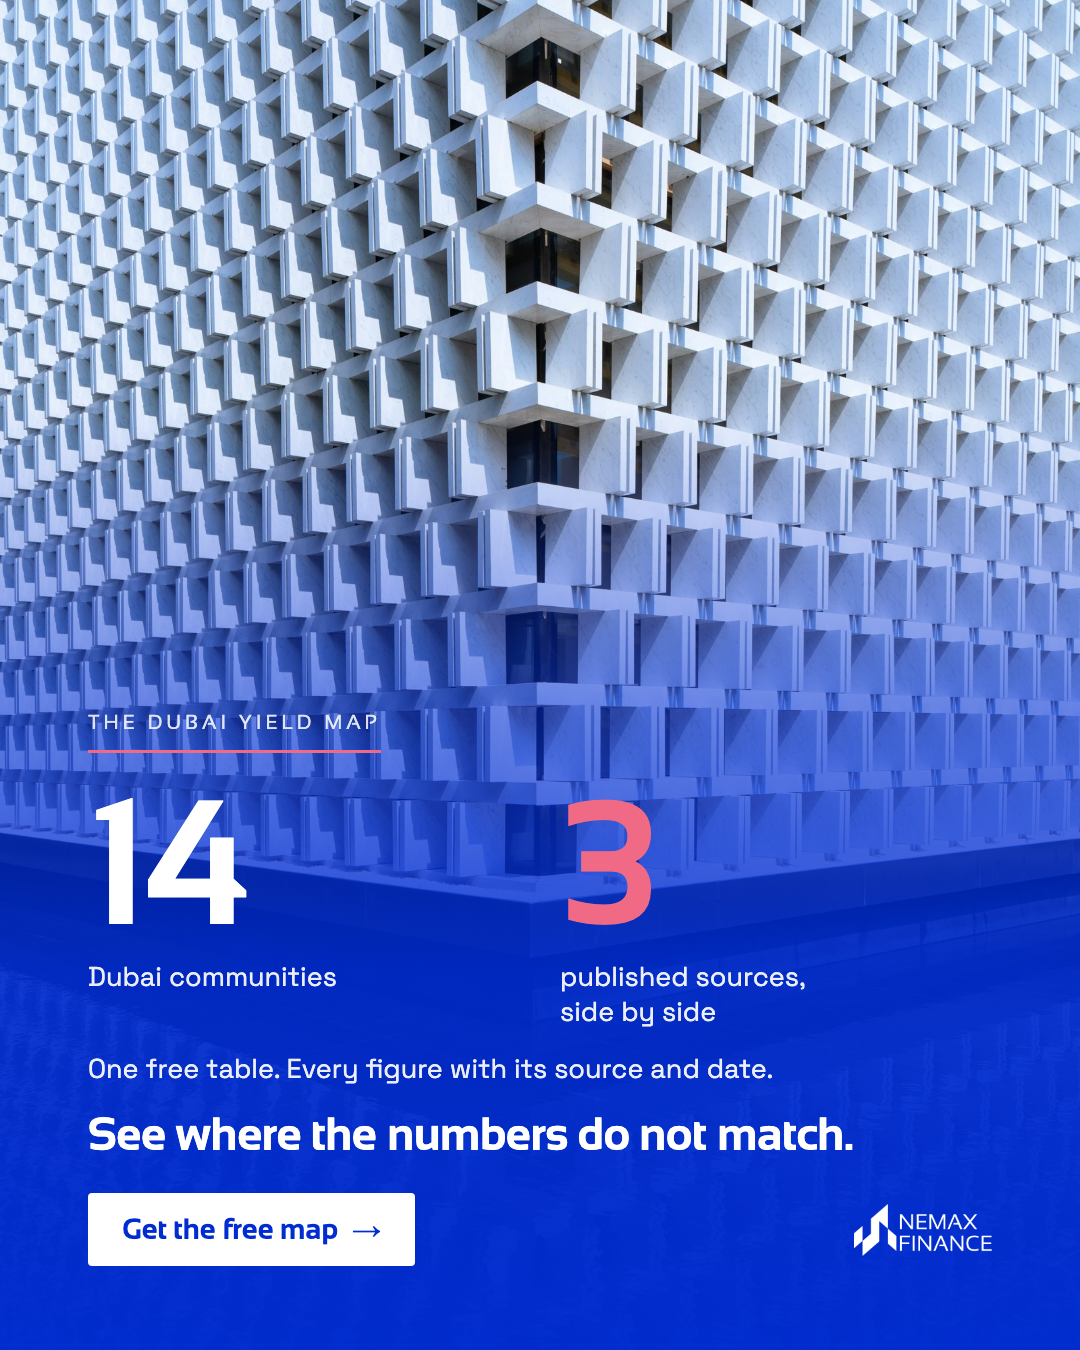 THE DUBAI YIELD MAP
14
Dubai communities
3
published sources,
side by side
One free table. Every figure with its source and date.
See where the numbers do not match.
Get the free map →
NEMAX
FINANCE